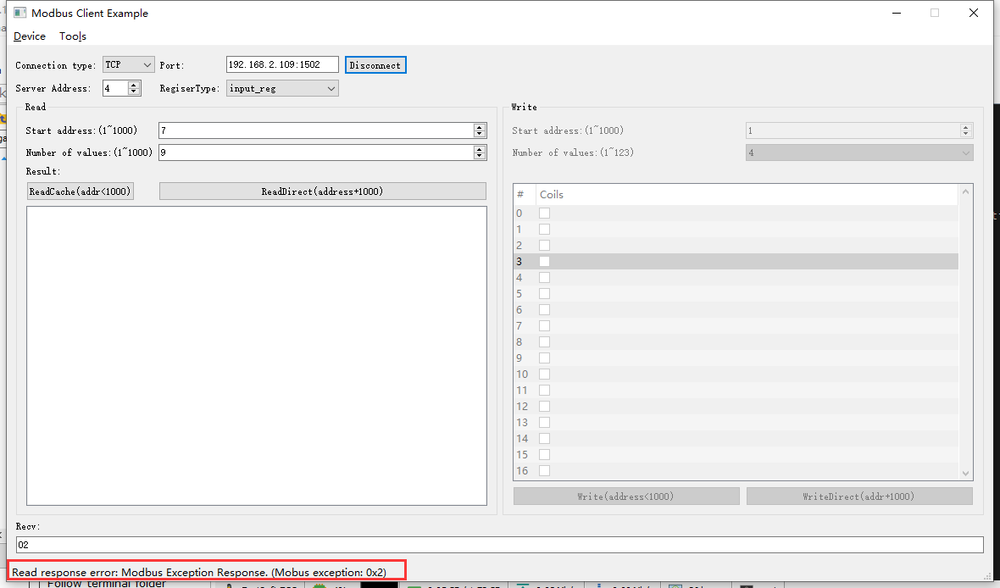 Modbus Client Example
Device Tools
Connection type: TCP Port: 192.168.2.109:1502 Disconnect
Server Address: 4 RegiserType: input_reg
Read
Start address:(1~1000) 7
Number of values:(1~1000) 9
Result:
ReadCache(addr<1000) ReadDirect(address+1000)
Write
Start address:(1~1000) 1
Number of values:(1~123) 4
# Coils
0
1
2
3
4
5
6
7
8
9
10
11
12
13
14
15
16
Write(address<1000) WriteDirect(addr+1000)
Recv:
02
Read response error: Modbus Exception Response. (Mobus exception: 0x2)
Follow terminal folder